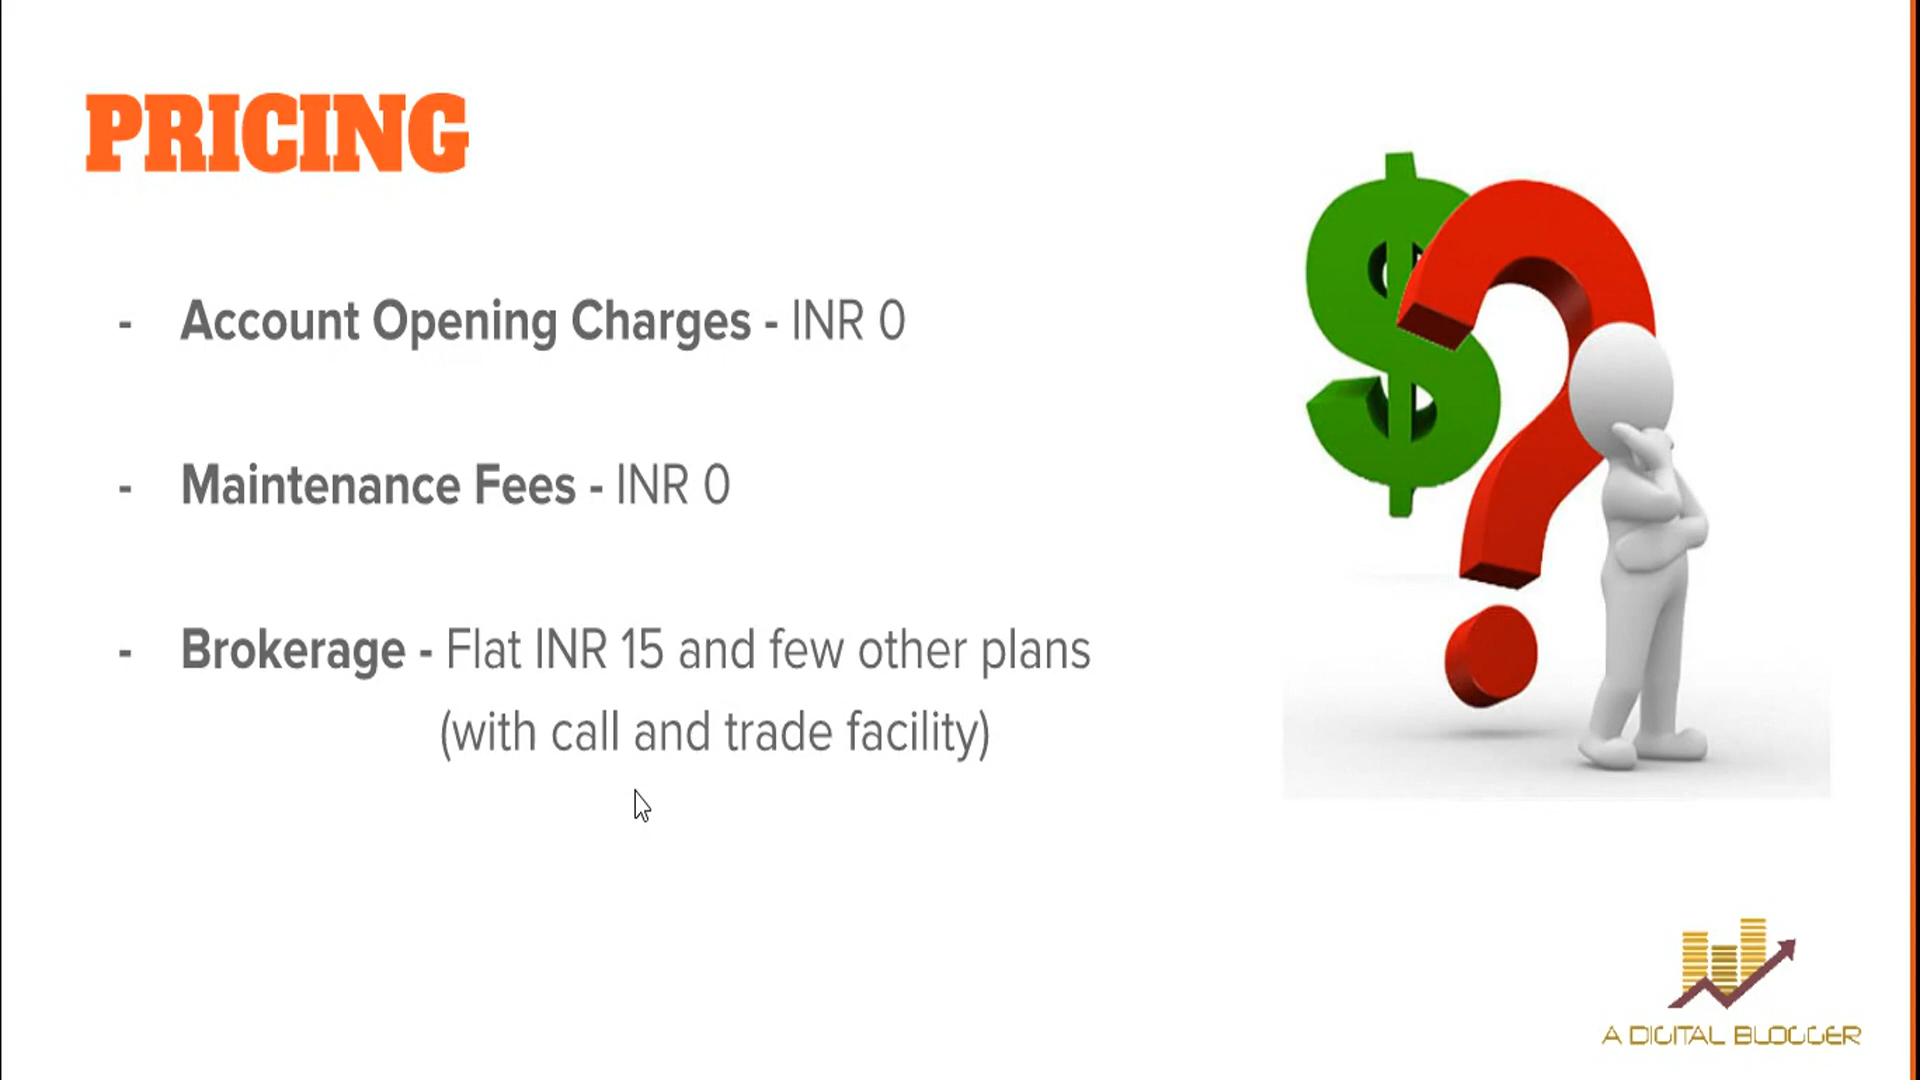 PRICING
- Account Opening Charges - INR 0
- Maintenance Fees - INR 0
- Brokerage - Flat INR 15 and few other plans
(with call and trade facility)
A DIGITAL BLOGGER